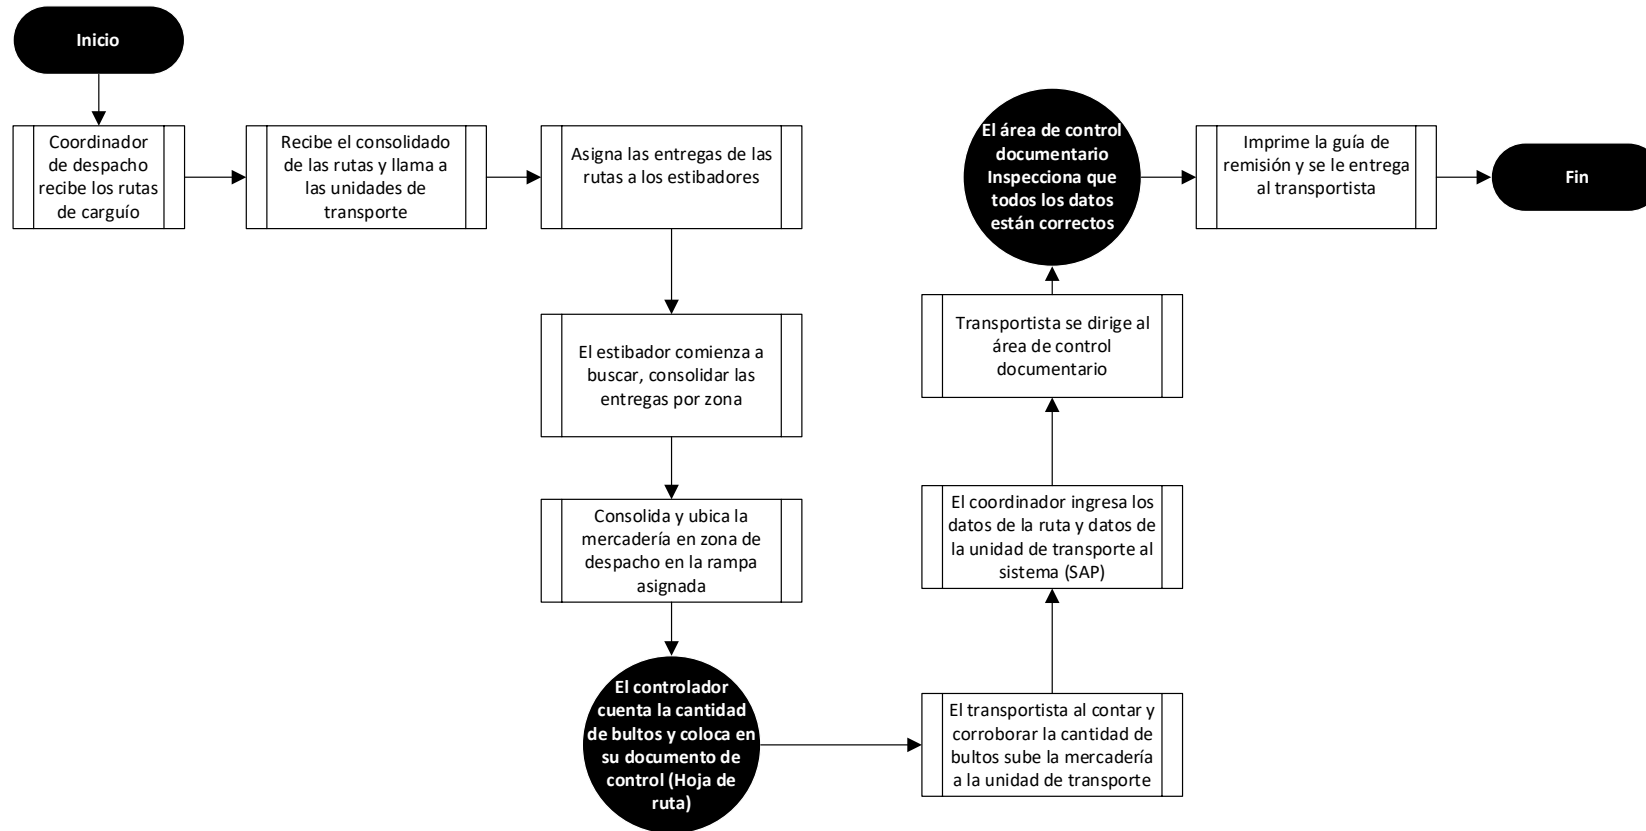 Inicio
Coordinador
de despacho
recibe los rutas
de carguío
Recibe el consolidado
de las rutas y llama a
las unidades de
transporte
Asigna las entregas de las
rutas a los estibadores
El estibador comienza a
buscar, consolidar las
entregas por zona
Consolida y ubica la
mercadería en zona de
despacho en la rampa
asignada
El controlador
cuenta la cantidad
de bultos y coloca en
su documento de
control (Hoja de
ruta)
El transportista al contar y
corroborar la cantidad de
bultos sube la mercadería
a la unidad de transporte
El coordinador ingresa los
datos de la ruta y datos de
la unidad de transporte al
sistema (SAP)
Transportista se dirige al
área de control
documentario
El área de control
documentario
Inspecciona que
todos los datos
están correctos
Imprime la guía de
remisión y se le entrega
al transportista
Fin